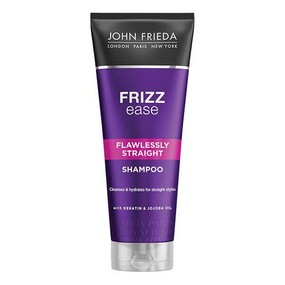 JOHN FRIEDA
LONDON PARIS NEW YORK
FRIZZ
ease
FLAWLESSLY
STRAIGHT
SHAMPOO
Cleanses & hydrates for straight styles
with KERATIN & JOJOBA OIL